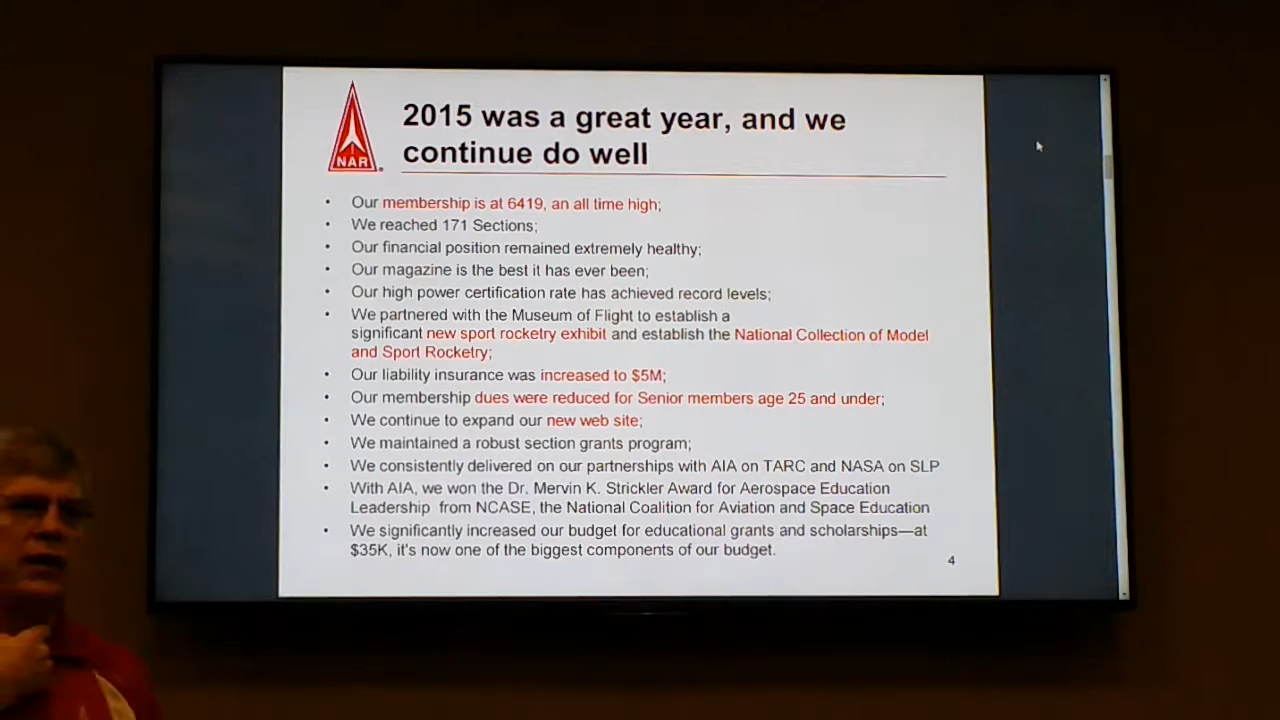 NAR
2015 was a great year, and we
continue do well
• Our membership is at 6419, an all time high;
• We reached 171 Sections;
• Our financial position remained extremely healthy;
• Our magazine is the best it has ever been;
• Our high power certification rate has achieved record levels;
• We partnered with the Museum of Flight to establish a
significant new sport rocketry exhibit and establish the National Collection of Model
and Sport Rocketry;
• Our liability insurance was increased to $5M;
• Our membership dues were reduced for Senior members age 25 and under;
• We continue to expand our new web site;
• We maintained a robust section grants program;
• We consistently delivered on our partnerships with AIA on TARC and NASA on SLP
• With AIA, we won the Dr. Mervin K. Strickler Award for Aerospace Education
Leadership from NCASE, the National Coalition for Aviation and Space Education
• We significantly increased our budget for educational grants and scholarships—at
$35K, it's now one of the biggest components of our budget.
4